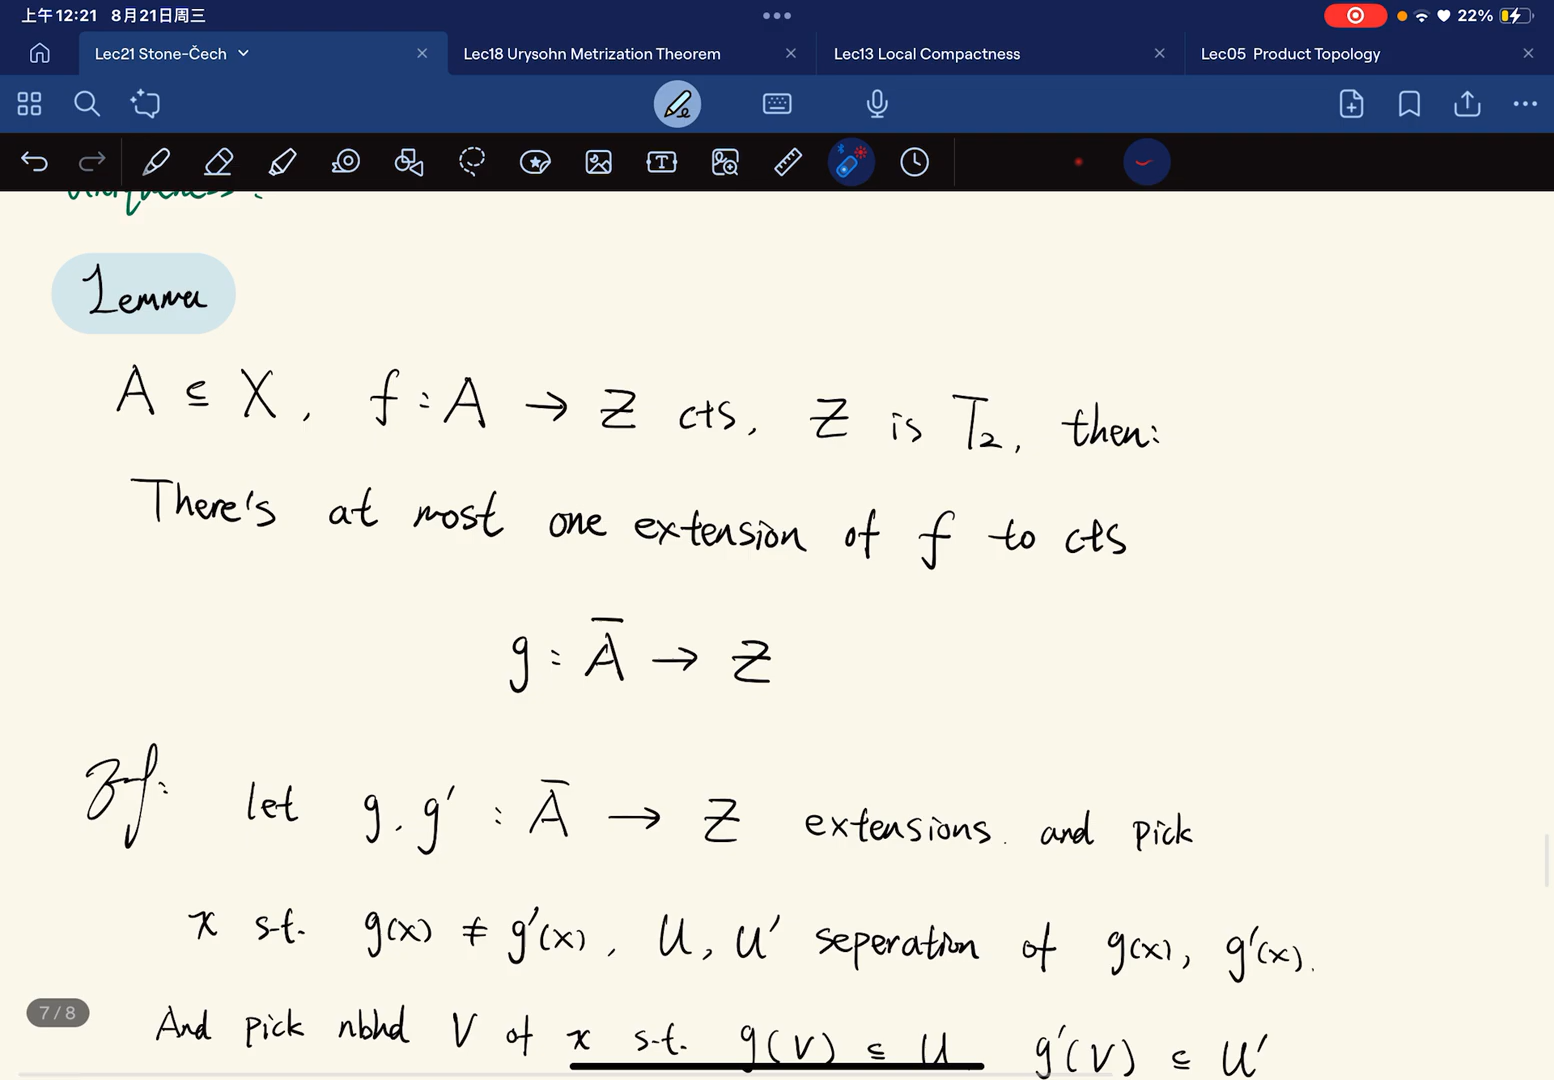 上午12:21 8月21日周三
22%
Lec21 Stone-Čech
Lec18 Urysohn Metrization Theorem
Lec13 Local Compactness
Lec05 Product Topology
Lemma
A ⊆ X, f : A → Z cts, Z is T₂, then:
There's at most one extension of f to cts
g : Ā → Z
let g, g' : Ā → Z extensions. and pick
x s.t. g(x) ≠ g'(x), U, U' seperation of g(x), g'(x).
And pick nbhd V of x s.t. g(V) ⊆ U g'(V) ⊆ U'
7 / 8